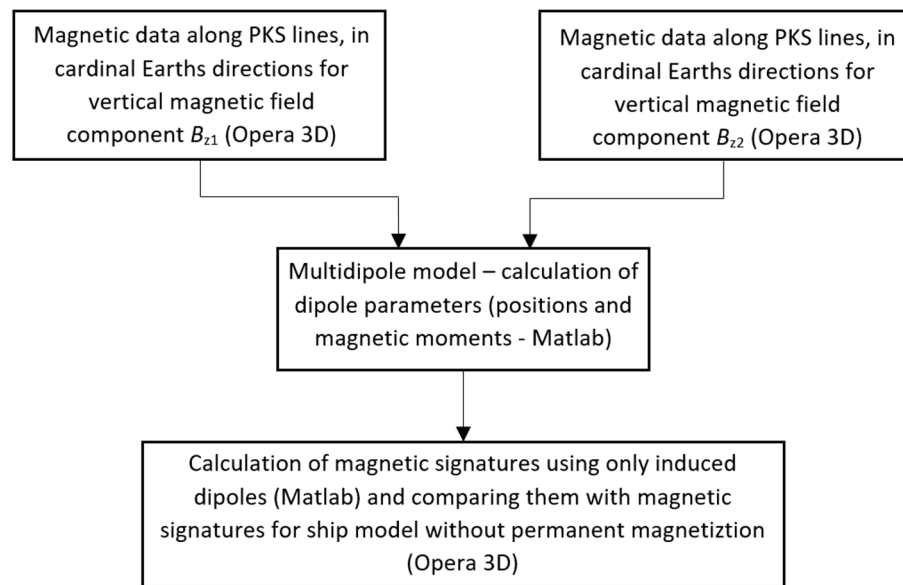 Magnetic data along PKS lines, in
cardinal Earths directions for
vertical magnetic field
component Bz1 (Opera 3D)
Magnetic data along PKS lines, in
cardinal Earths directions for
vertical magnetic field
component Bz2 (Opera 3D)
Multidipole model – calculation of
dipole parameters (positions and
magnetic moments - Matlab)
Calculation of magnetic signatures using only induced
dipoles (Matlab) and comparing them with magnetic
signatures for ship model without permanent magnetiztion
(Opera 3D)